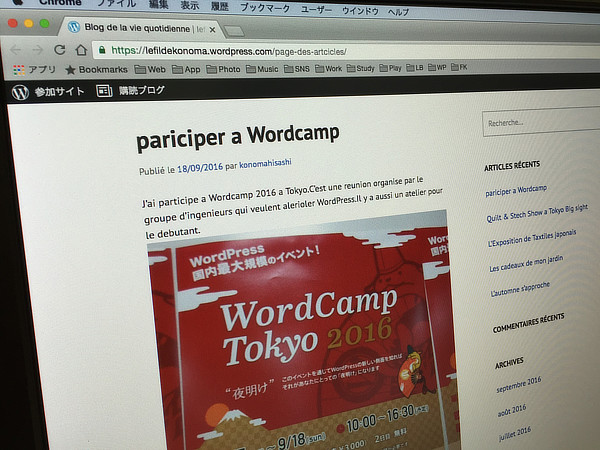 Chrome ファイル 編集 表示 履歴 ブックマーク ユーザー ウインドウ ヘルプ
Blog de la vie quotidienne | le
https://lefildekonoma.wordpress.com/page-des-artcicles/
アプリ Bookmarks Web App Photo Music SNS Work Study Play LB WP FK
参加サイト 購読ブログ
pariciper a Wordcamp
Publié le 18/09/2016 par konomahisashi
J'ai participe a Wordcamp 2016 a Tokyo.C'est une reunion organise par le
groupe d'ingenieurs qui veulent alerioler WordPress.Il y a aussi un atelier pour
le debutant.
WordPress
国内最大規模のイベント!
WordCamp
Tokyo 2016
"夜明け"
このイベントを通じてWordPressの新しい側面を知れば
それがあなたにとっての「夜明け」になります
9/18(sun)
10:00～16:30
¥3000 2日目 無料
WordP
国内最
Recherche...
ARTICLES RÉCENTS
pariciper a Wordcamp
Quilt & Stech Show a Tokyo Big sight
L'Exposition de Taxtiles japonais
Les cadeaux de mon jardin
L'automne s'approche
COMMENTAIRES RÉCENTS
ARCHIVES
septembre 2016
août 2016
juillet 2016